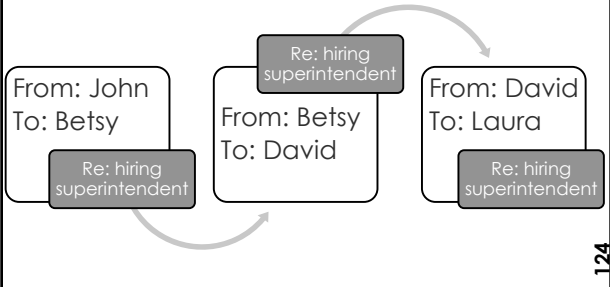 From: John
To: Betsy
Re: hiring
superintendent
Re: hiring
superintendent
From: Betsy
To: David
From: David
To: Laura
Re: hiring
superintendent
124